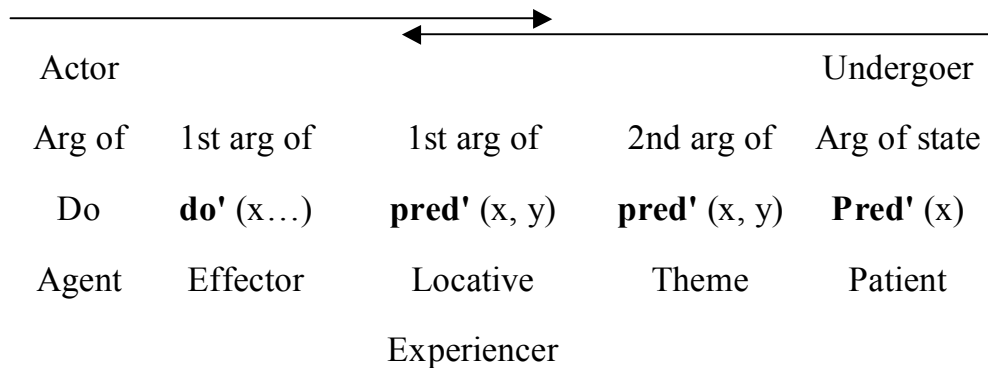 Actor Undergoer
Arg of 1st arg of 1st arg of 2nd arg of Arg of state
Do do' (x…) pred' (x, y) pred' (x, y) Pred' (x)
Agent Effector Locative Theme Patient
Experiencer